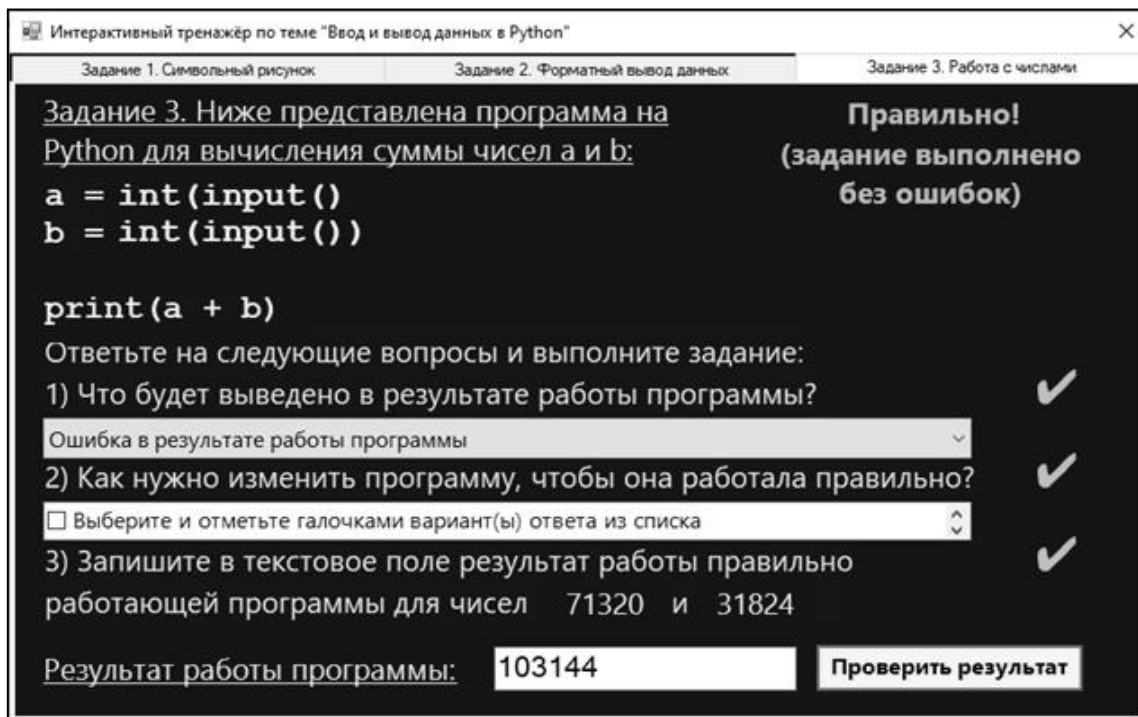 Интерактивный тренажёр по теме "Ввод и вывод данных в Python"
Задание 1. Символьный рисунок
Задание 2. Форматный вывод данных
Задание 3. Работа с числами
Задание 3. Ниже представлена программа на
Python для вычисления суммы чисел a и b:
Правильно!
(задание выполнено
без ошибок)
a = int(input()
b = int(input())
print(a + b)
Ответьте на следующие вопросы и выполните задание:
1) Что будет выведено в результате работы программы?
Ошибка в результате работы программы
2) Как нужно изменить программу, чтобы она работала правильно?
Выберите и отметьте галочками вариант(ы) ответа из списка
3) Запишите в текстовое поле результат работы правильно
работающей программы для чисел 71320 и 31824
Результат работы программы: 103144 Проверить результат